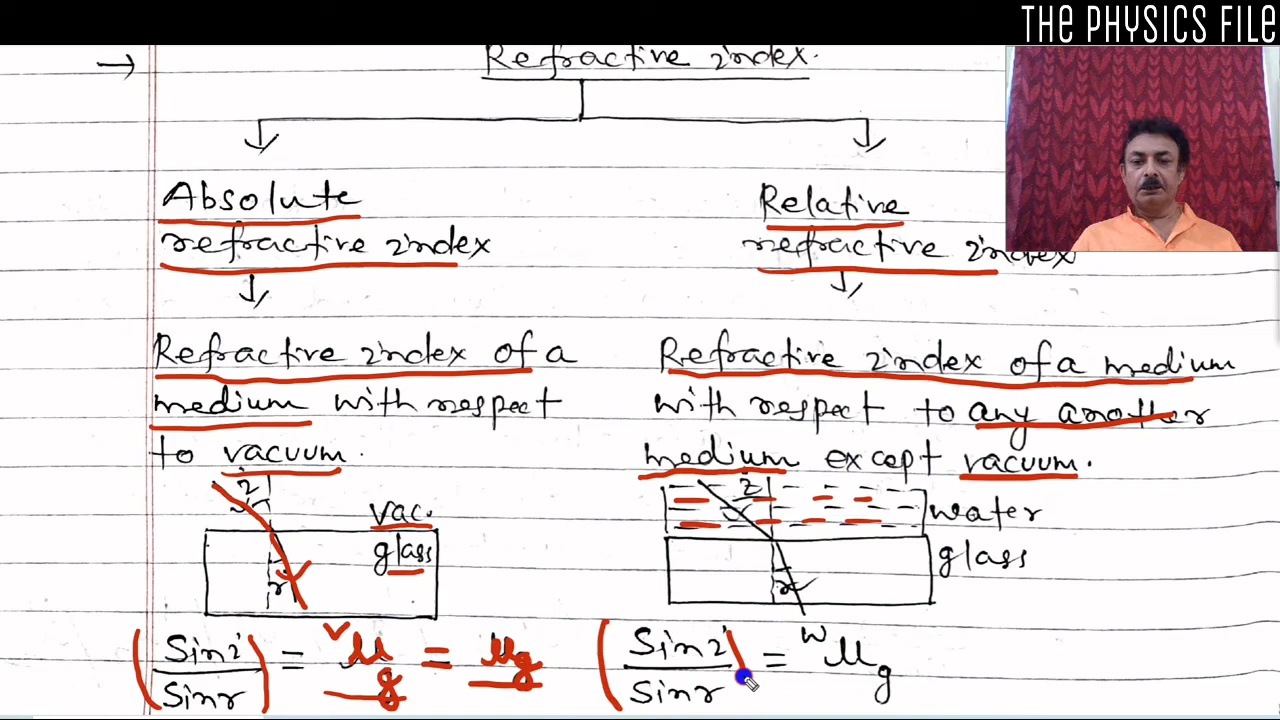 THE PHYSICS FILE
→ Refractive index.
Absolute
refractive index
Refractive index of a
medium with respect
to vacuum.
i
vac.
glass
r
(Sin i / Sin r) = ᵛμg = μg
Relative
refractive index
Refractive index of a medium
with respect to any another
medium except vacuum.
i
water
glass
r
(Sin i / Sin r) = ʷμg